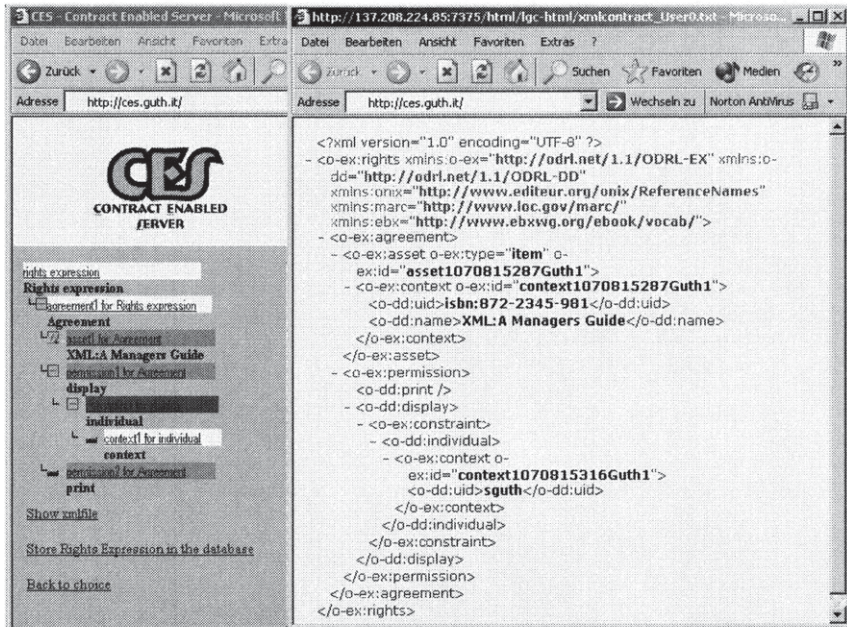 CES - Contract Enabled Server - Microsoft
Datei Bearbeiten Ansicht Favoriten Extra
Zurück
Adresse http://ces.guth.it/
CES
CONTRACT ENABLED
SERVER
rights expression
Rights expression
agreement1 for Rights expression
Agreement
asset1 for Agreement
XML:A Managers Guide
permission1 for Agreement
display
individual
context1 for individual
context
permission2 for Agreement
print
Show xmlfile
Store Rights Expression in the database
Back to choice
http://137.208.224.85:7375/html/lgc-html/xmlcontract_User0.txt - Microso...
Datei Bearbeiten Ansicht Favoriten Extras ?
Zurück Suchen Favoriten Medien »
Adresse http://ces.guth.it/ Wechseln zu Norton AntiVirus
<?xml version="1.0" encoding="UTF-8" ?>
- <o-ex:rights xmlns:o-ex="http://odrl.net/1.1/ODRL-EX" xmlns:o-
dd="http://odrl.net/1.1/ODRL-DD"
xmlns:onix="http://www.editeur.org/onix/ReferenceNames"
xmlns:marc="http://www.loc.gov/marc/"
xmlns:ebx="http://www.ebxwg.org/ebook/vocab/">
- <o-ex:agreement>
- <o-ex:asset o-ex:type="item" o-
ex:id="asset1070815287Guth1">
- <o-ex:context o-ex:id="context1070815287Guth1">
<o-dd:uid>isbn:872-2345-981</o-dd:uid>
<o-dd:name>XML:A Managers Guide</o-dd:name>
</o-ex:context>
</o-ex:asset>
- <o-ex:permission>
<o-dd:print />
- <o-dd:display>
- <o-ex:constraint>
- <o-dd:individual>
- <o-ex:context o-
ex:id="context1070815316Guth1">
<o-dd:uid>sguth</o-dd:uid>
</o-ex:context>
</o-dd:individual>
</o-ex:constraint>
</o-dd:display>
</o-ex:permission>
</o-ex:agreement>
</o-ex:rights>